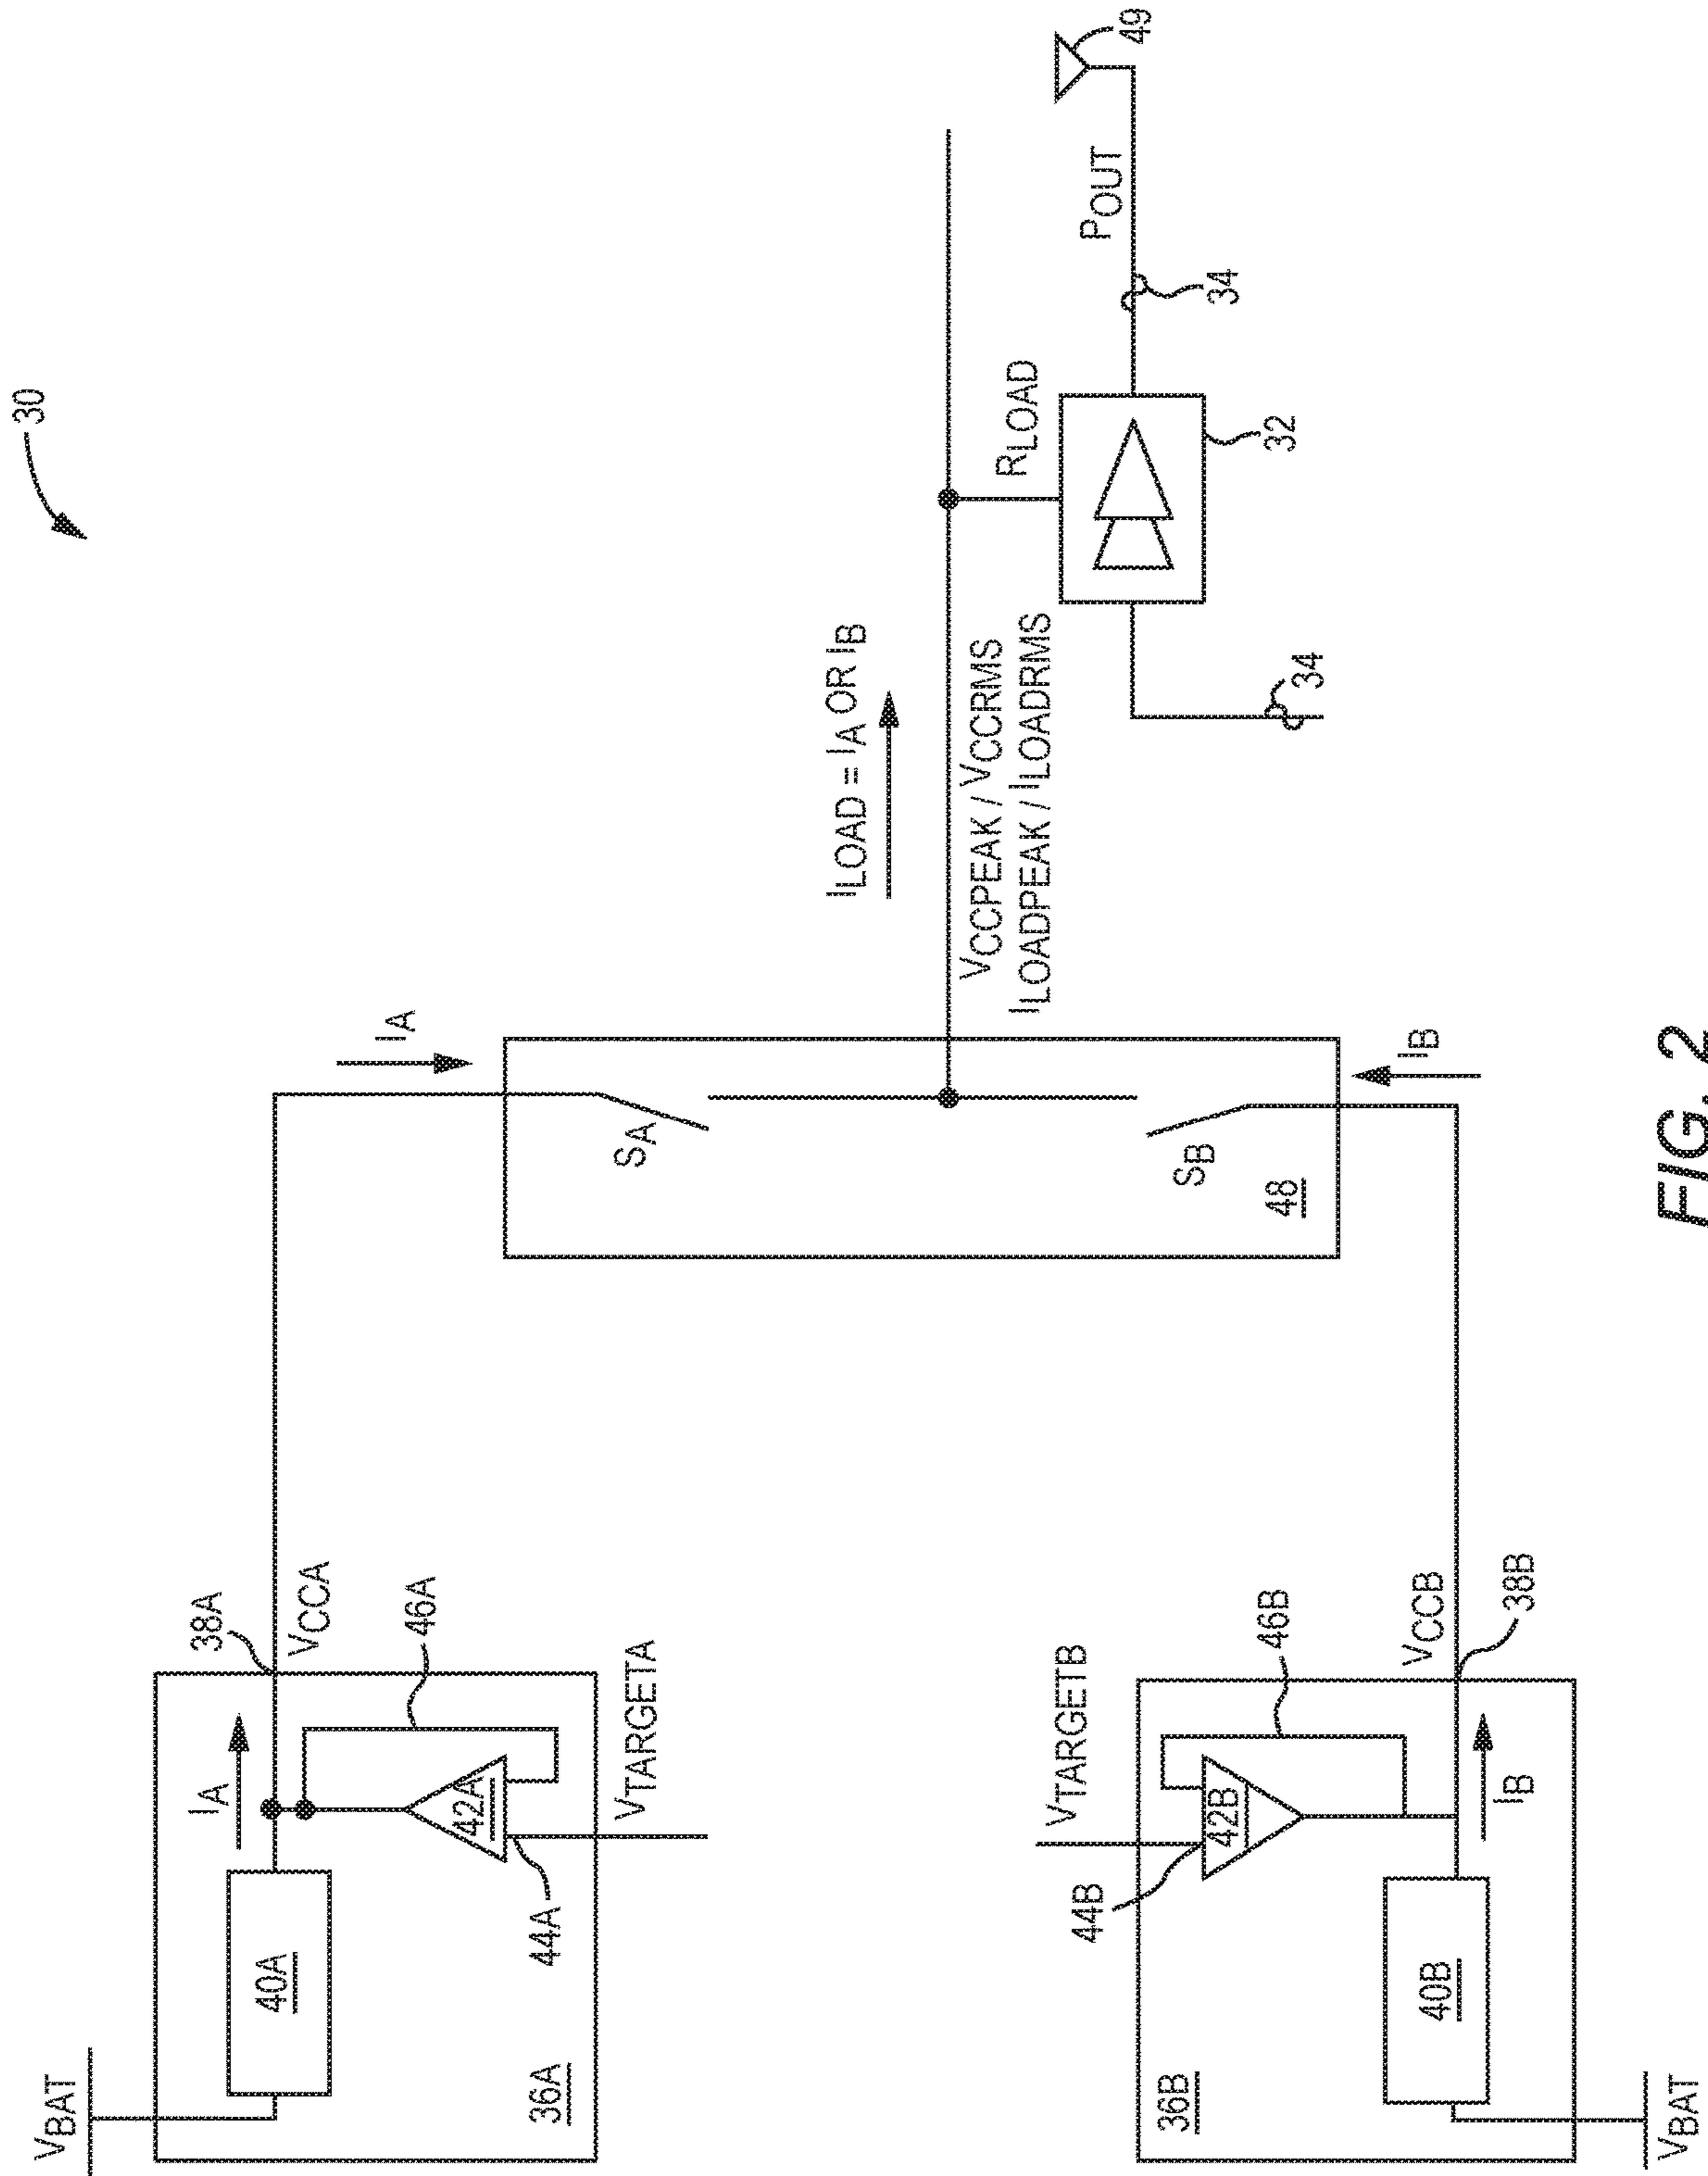 30
VBAT
40A
36A
IA
38A
VCCA
46A
42A
44A
VTARGETA
IA
SA
SB
48
IB
ILOAD = IA OR IB
VCCPEAK / VCCRMS
ILOADPEAK / ILOADRMS
RLOAD
32
34
34
POUT
49
VTARGETB
44B
42B
46B
36B
40B
IB
VCCB
38B
VBAT
FIG. 2